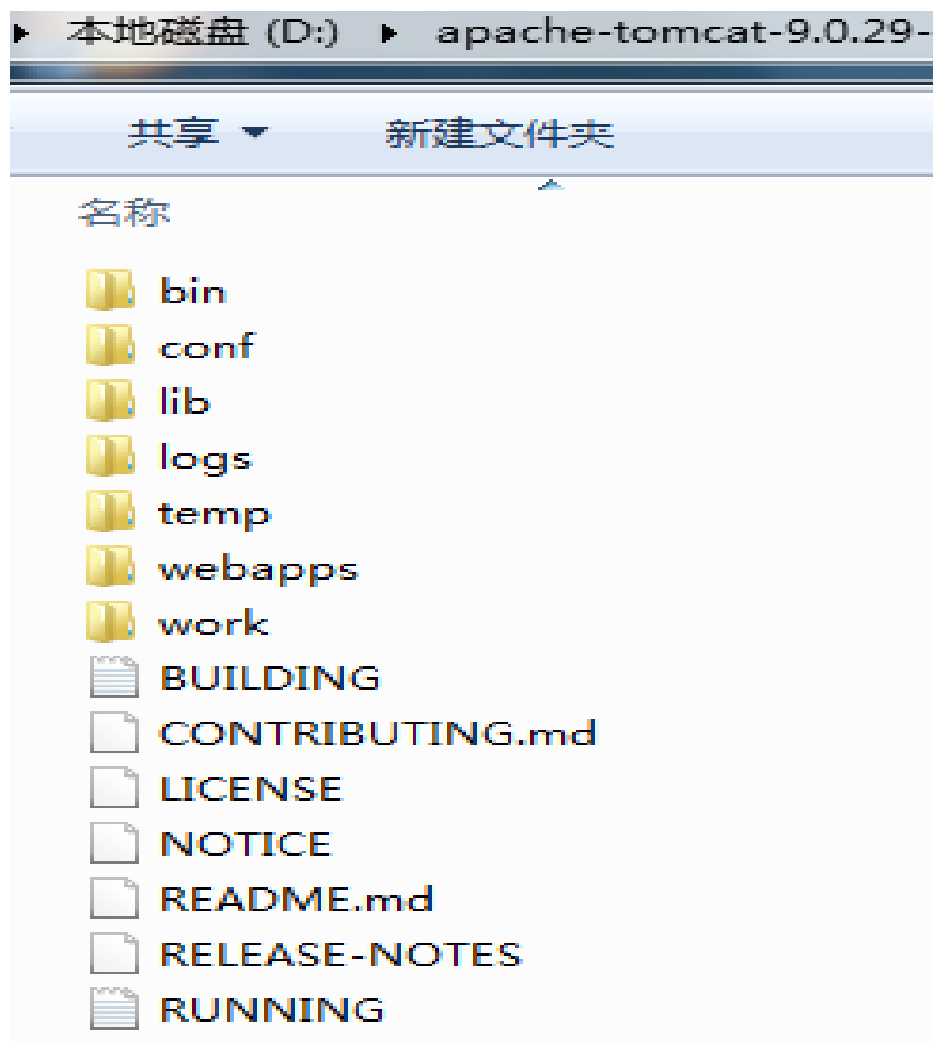 本地磁盘 (D:) ▸ apache-tomcat-9.0.29-
共享 新建文件夹
名称
bin
conf
lib
logs
temp
webapps
work
BUILDING
CONTRIBUTING.md
LICENSE
NOTICE
README.md
RELEASE-NOTES
RUNNING